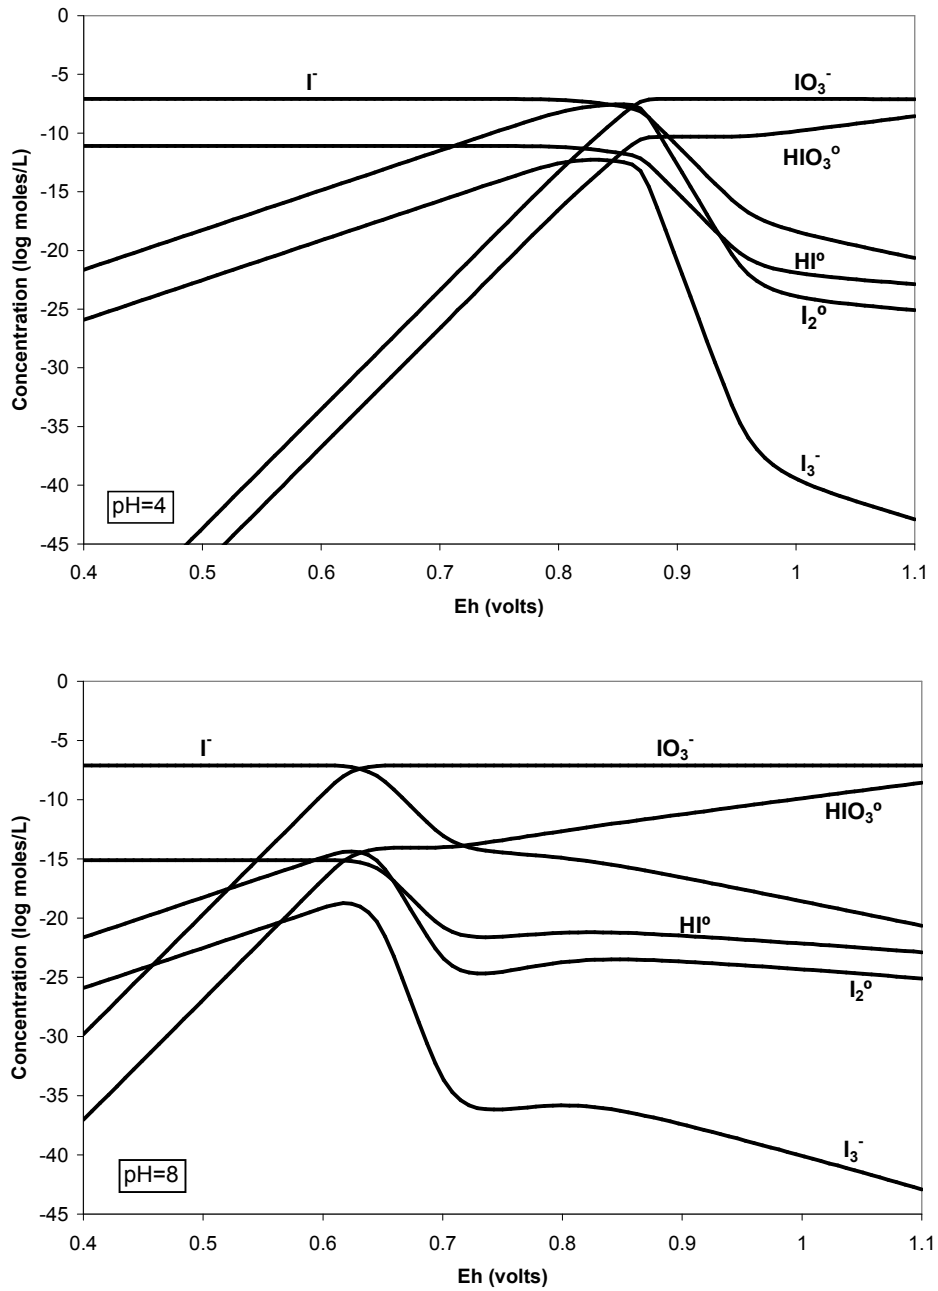 0
-5
-10
-15
-20
-25
-30
-35
-40
-45
Concentration (log moles/L)
I⁻
IO₃⁻
HIO₃º
HIº
I₂º
I₃⁻
pH=4
0.4 0.5 0.6 0.7 0.8 0.9 1 1.1
Eh (volts)
0
-5
-10
-15
-20
-25
-30
-35
-40
-45
Concentration (log moles/L)
I⁻
IO₃⁻
HIO₃º
HIº
I₂º
I₃⁻
pH=8
0.4 0.5 0.6 0.7 0.8 0.9 1 1.1
Eh (volts)